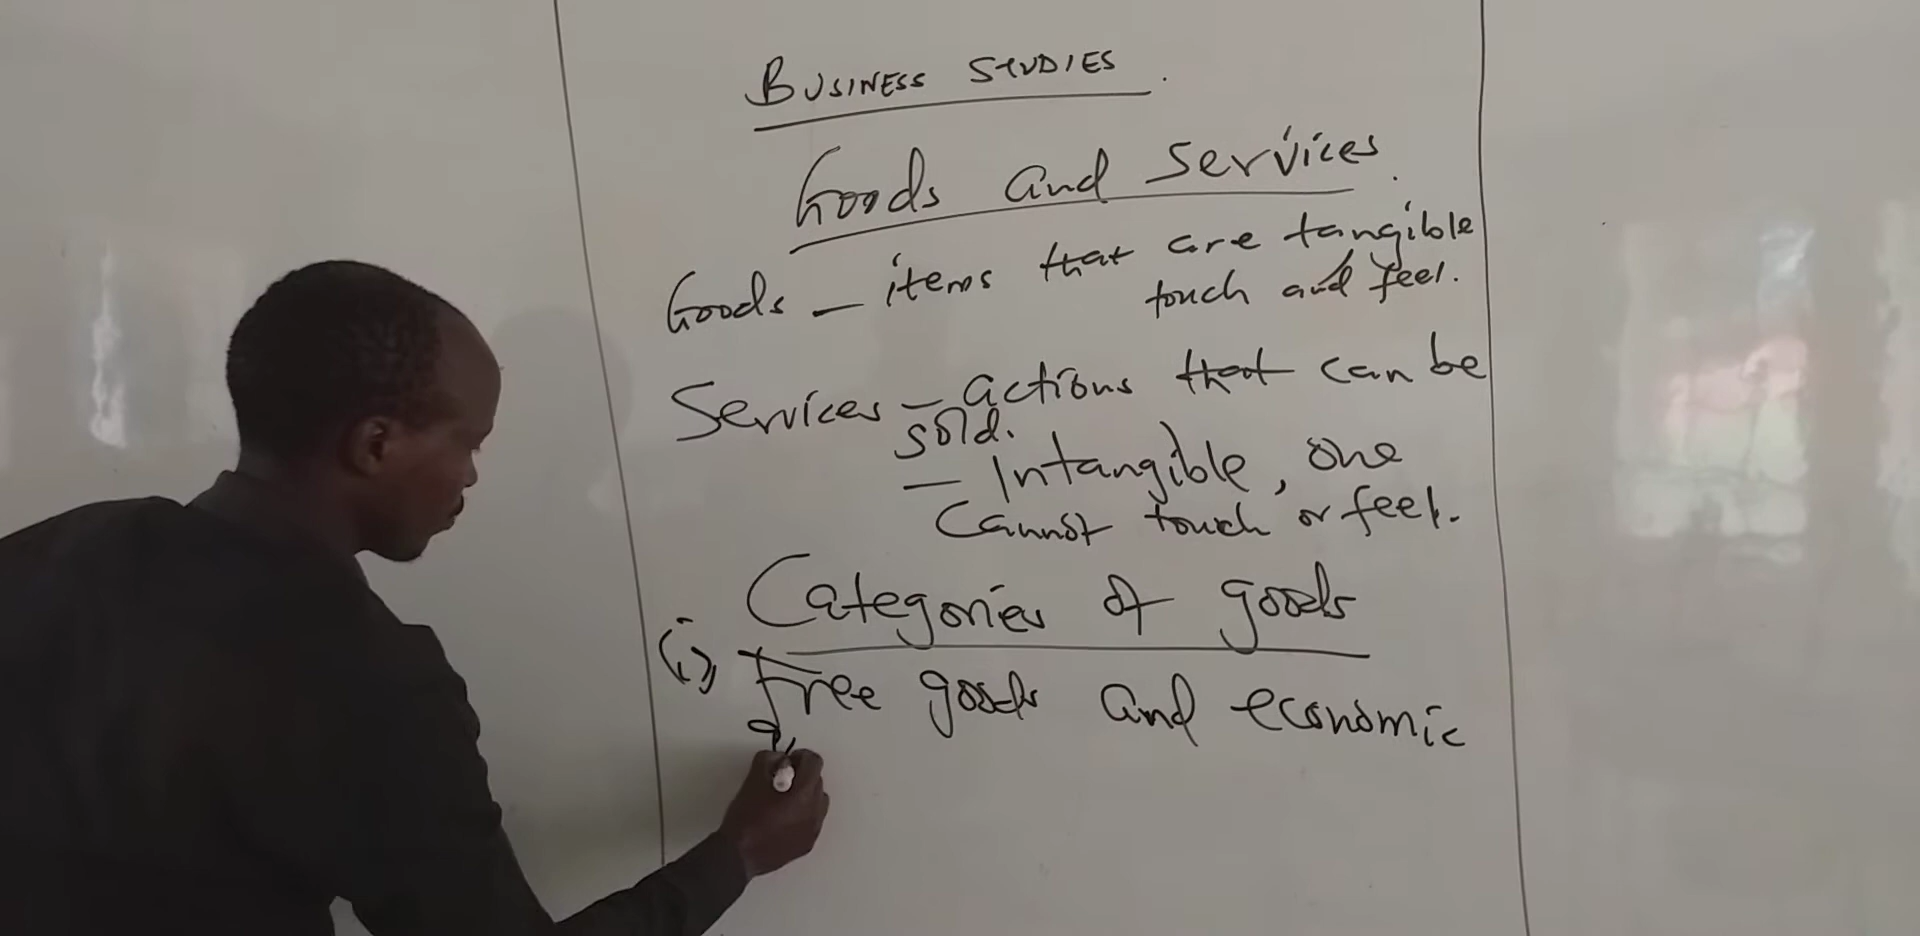 BUSINESS STUDIES.
Goods and Services.
Goods - items that are tangible
touch and feel.
Services - actions that can be
sold.
- Intangible, one
Cannot touch or feel.
Categories of goods
(i), Free goods and economic
g